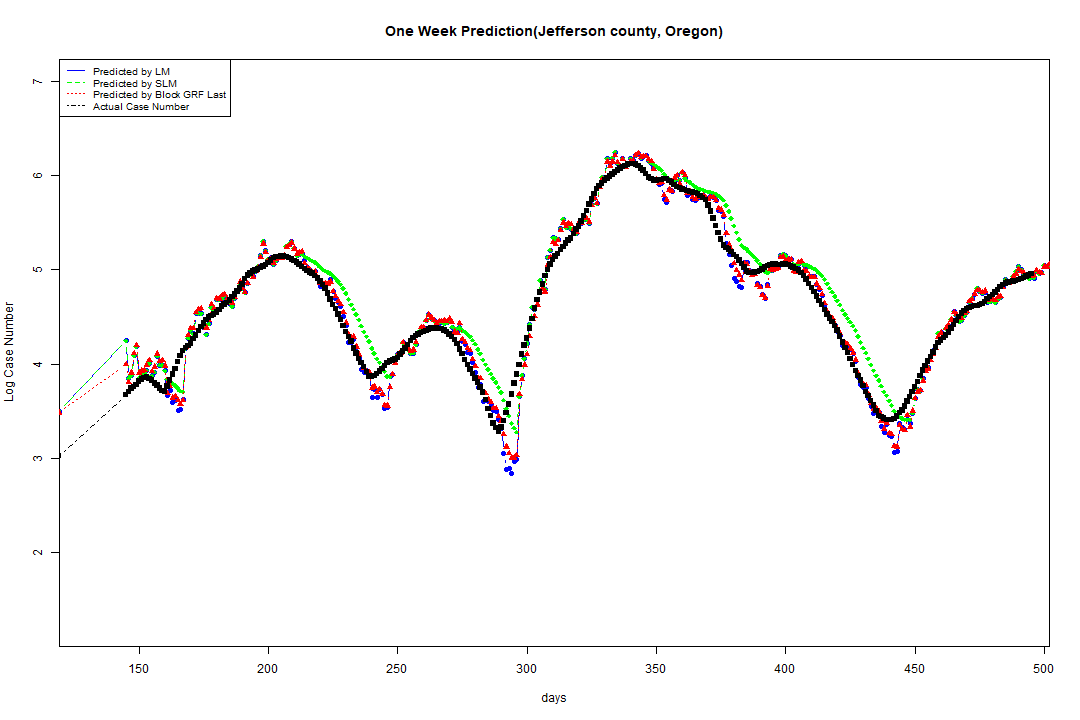 One Week Prediction(Jefferson county, Oregon)
Predicted by LM
Predicted by SLM
Predicted by Block GRF Last
Actual Case Number
Log Case Number
7
6
5
4
3
2
150 200 250 300 350 400 450 500
days